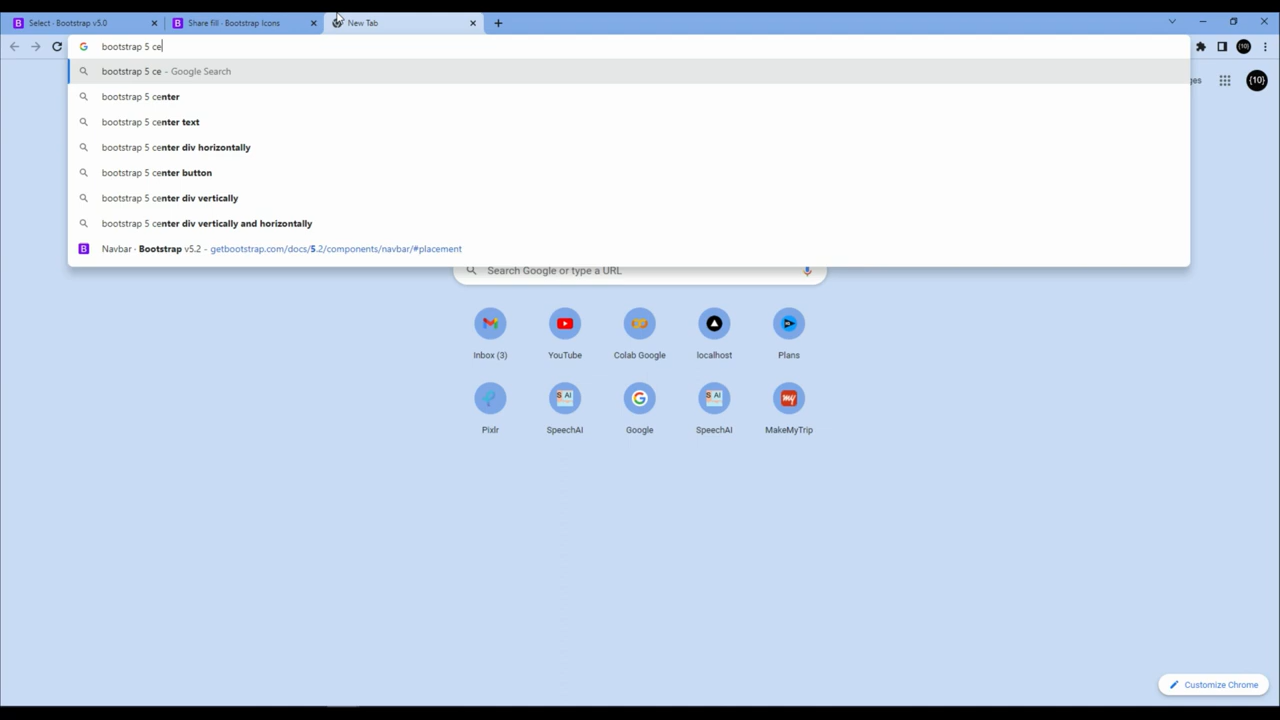 Select · Bootstrap v5.0
Share fill · Bootstrap Icons
New Tab
bootstrap 5 ce
bootstrap 5 ce - Google Search
bootstrap 5 center
bootstrap 5 center text
bootstrap 5 center div horizontally
bootstrap 5 center button
bootstrap 5 center div vertically
bootstrap 5 center div vertically and horizontally
Navbar · Bootstrap v5.2 - getbootstrap.com/docs/5.2/components/navbar/#placement
{10}
Search Google or type a URL
Inbox (3)
YouTube
Colab Google
localhost
Plans
S AI
S AI
my
Pixlr
SpeechAI
Google
SpeechAI
MakeMyTrip
Customize Chrome